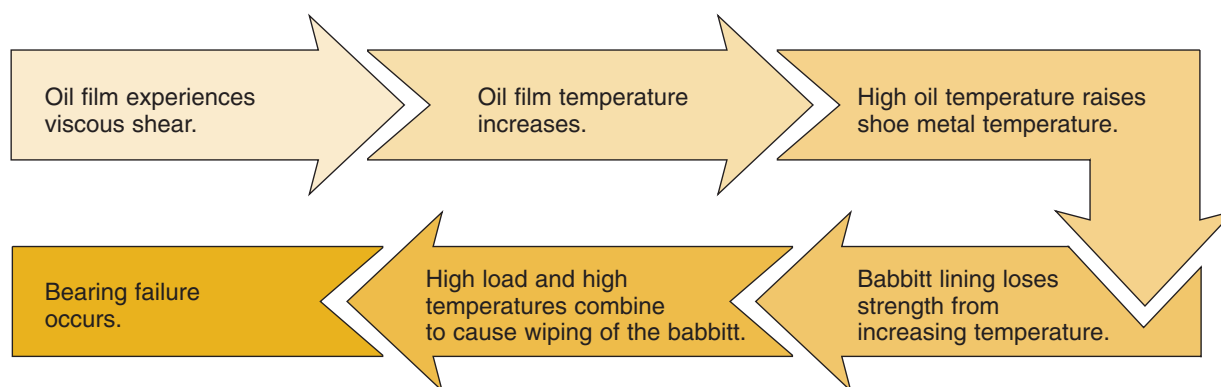 Oil film experiences
viscous shear.
Oil film temperature
increases.
High oil temperature raises
shoe metal temperature.
Babbitt lining loses
strength from
increasing temperature.
High load and high
temperatures combine
to cause wiping of the babbitt.
Bearing failure
occurs.